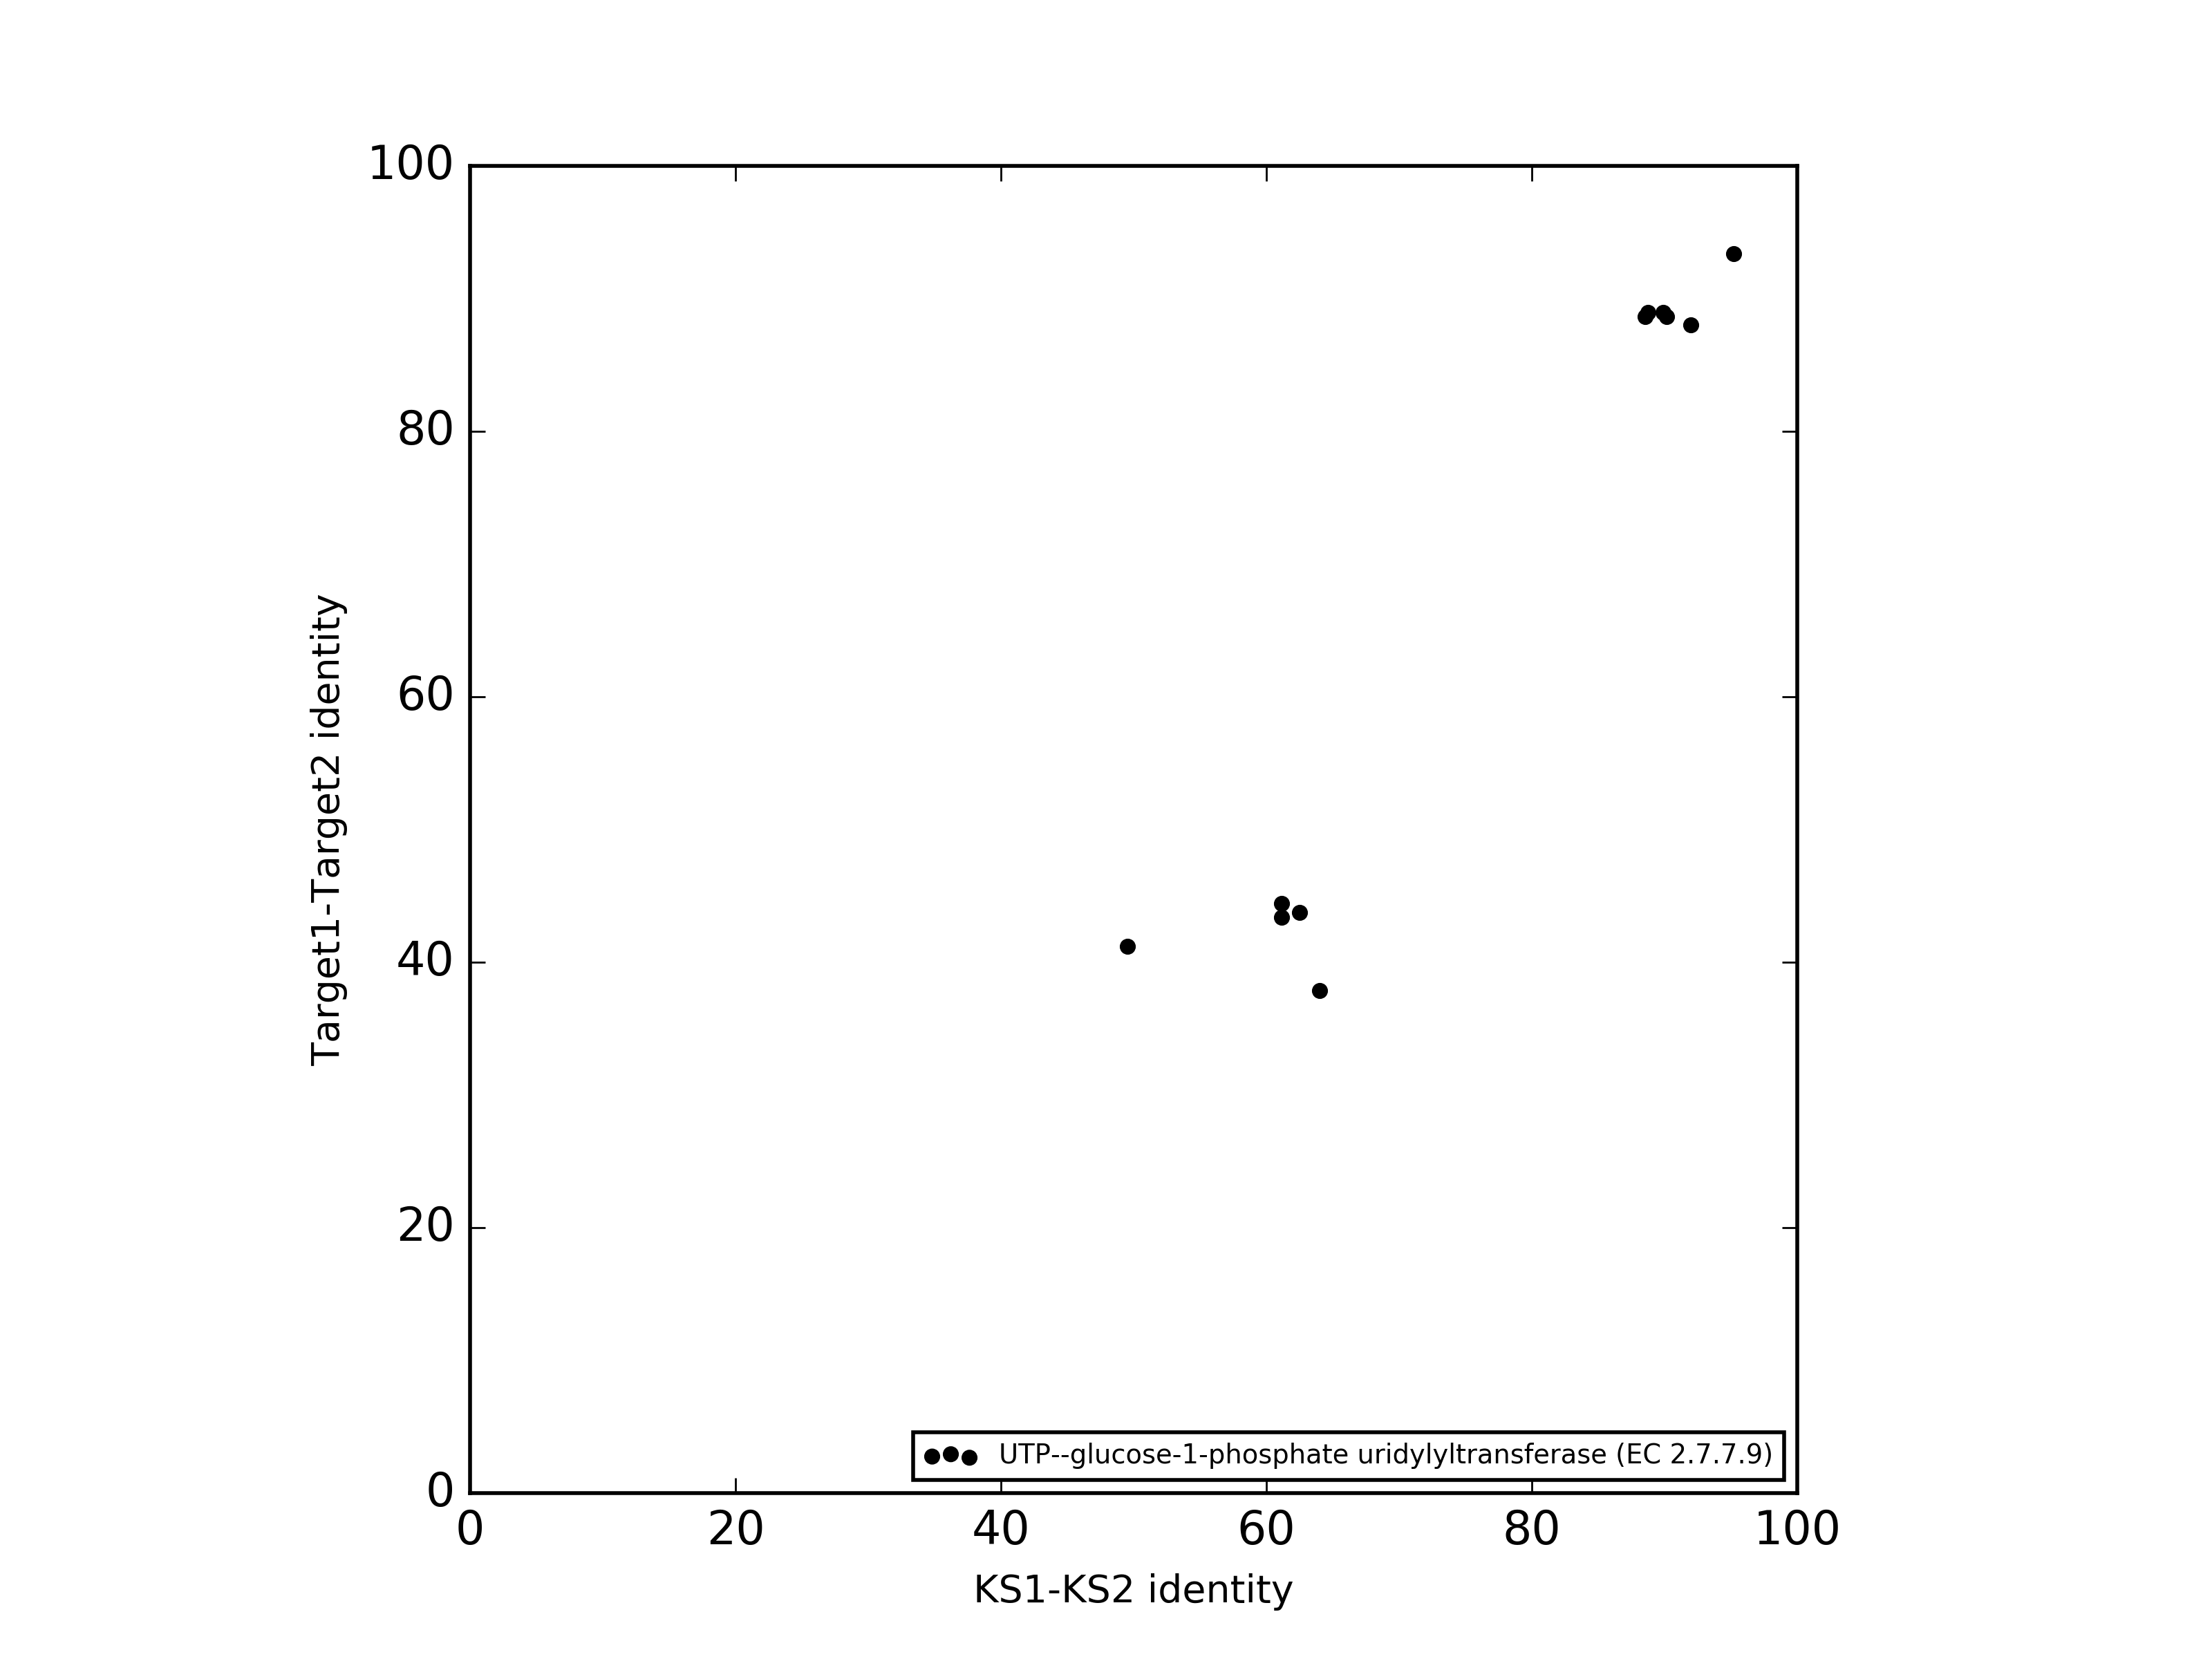 100
80
60
40
20
0
Target1-Target2 identity
UTP--glucose-1-phosphate uridylyltransferase (EC 2.7.7.9)
0 20 40 60 80 100
KS1-KS2 identity